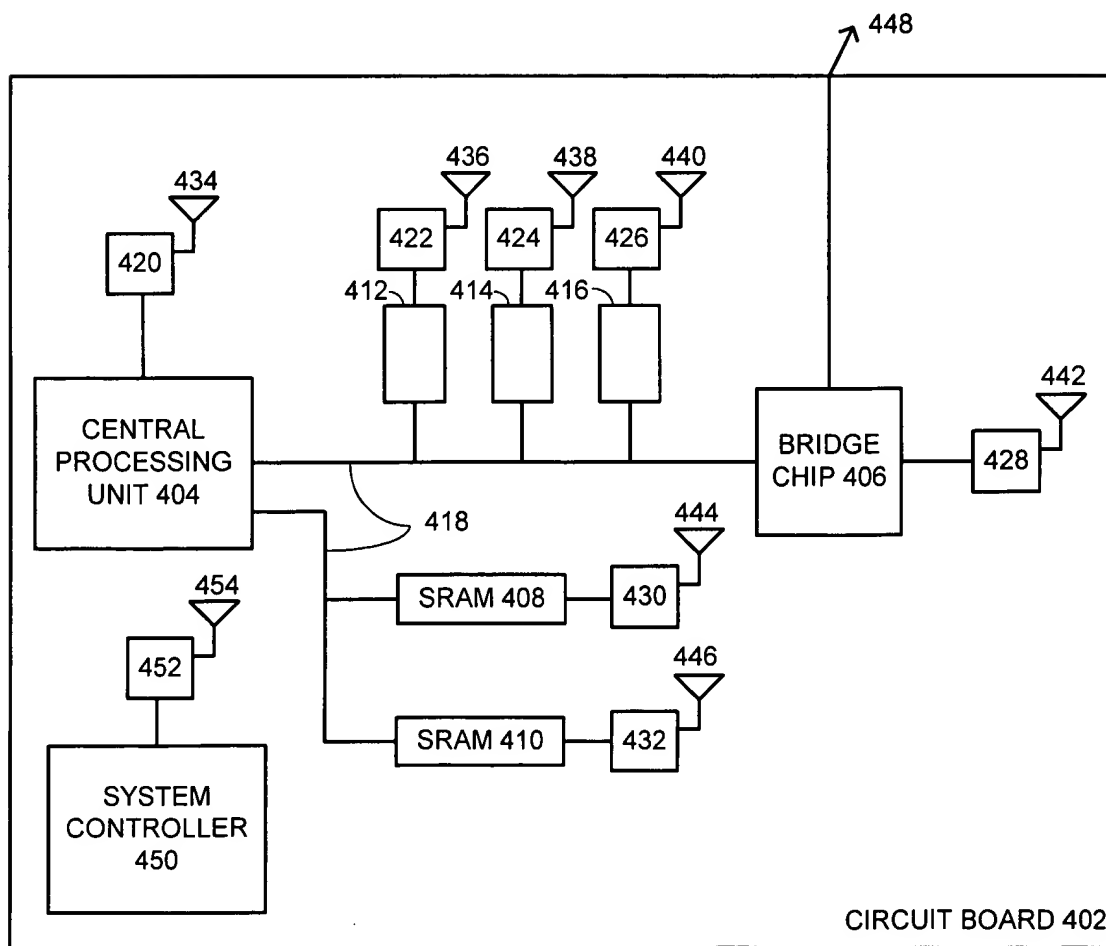 448
436
438
440
434
422
424
426
420
412
414
416
442
CENTRAL
PROCESSING
UNIT 404
BRIDGE
CHIP 406
428
418
444
SRAM 408
430
454
452
446
SRAM 410
432
SYSTEM
CONTROLLER
450
CIRCUIT BOARD 402